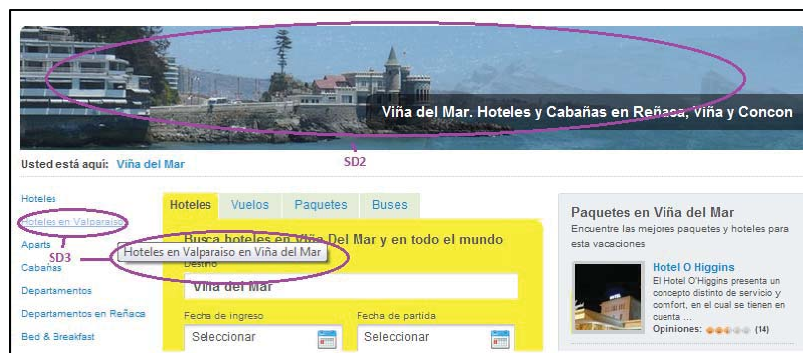 Viña del Mar. Hoteles y Cabañas en Reñaca, Viña y Concon
SD2
Usted está aquí: Viña del Mar
Hoteles
Hoteles en Valparaiso
Aparts
SD3
Cabañas
Departamentos
Departamentos en Reñaca
Bed & Breakfast
Hoteles Vuelos Paquetes Buses
Busca hoteles en Viña Del Mar y en todo el mundo
Hoteles en Valparaiso en Viña del Mar
Destino
Viña del Mar
Fecha de ingreso Fecha de partida
Seleccionar Seleccionar
Paquetes en Viña del Mar
Encuentre las mejores paquetes y hoteles para
esta vacaciones
Hotel O Higgins
El Hotel O'Higgins presenta un
concepto distinto de servicio y
comfort, en el cual se tienen en
cuenta ...
Opiniones: (14)